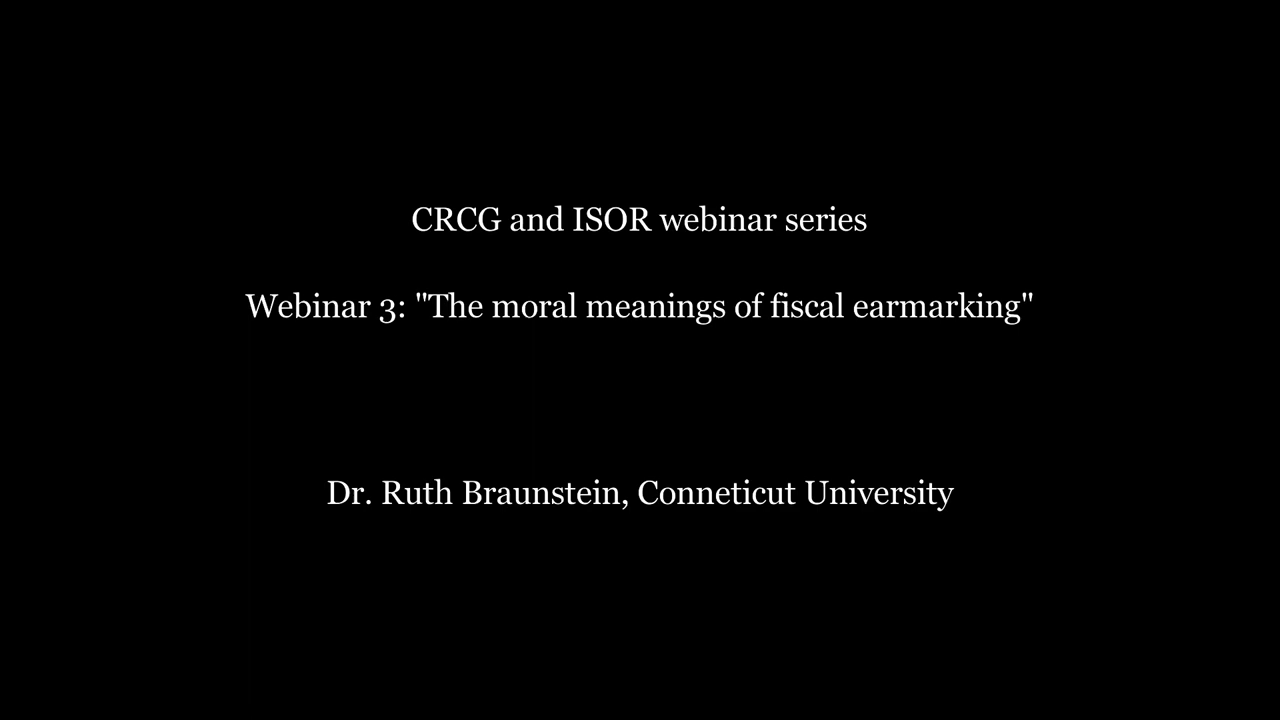 CRCG and ISOR webinar series
Webinar 3: "The moral meanings of fiscal earmarking"
Dr. Ruth Braunstein, Conneticut University